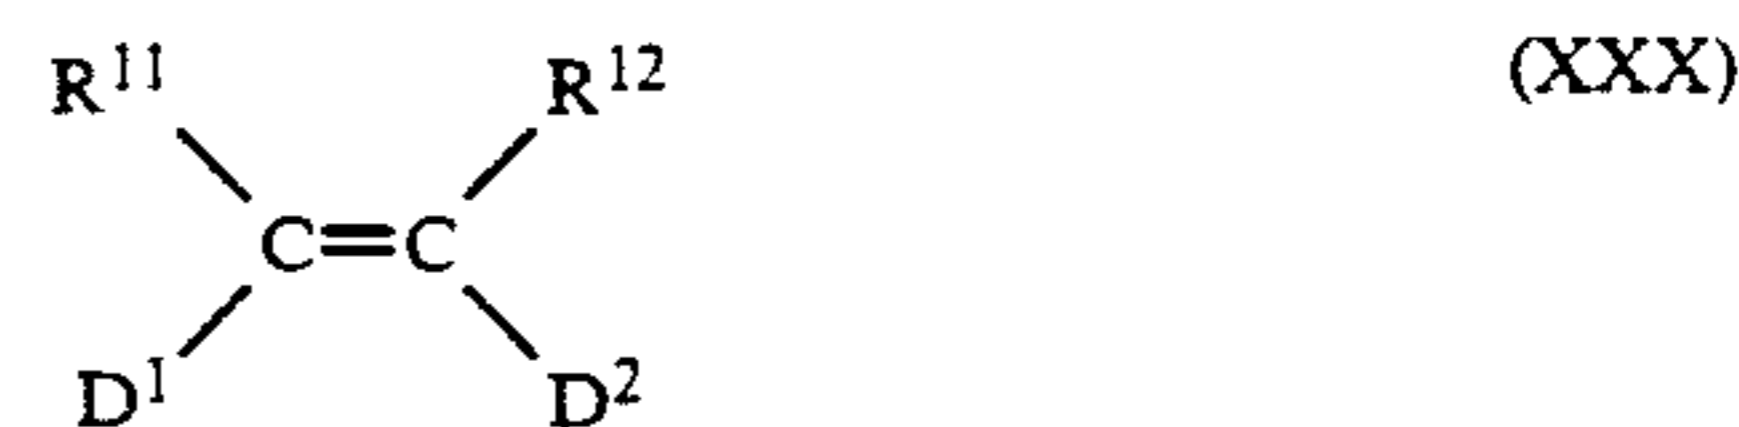 R¹¹ R¹² (XXX)
C=C
D¹ D²